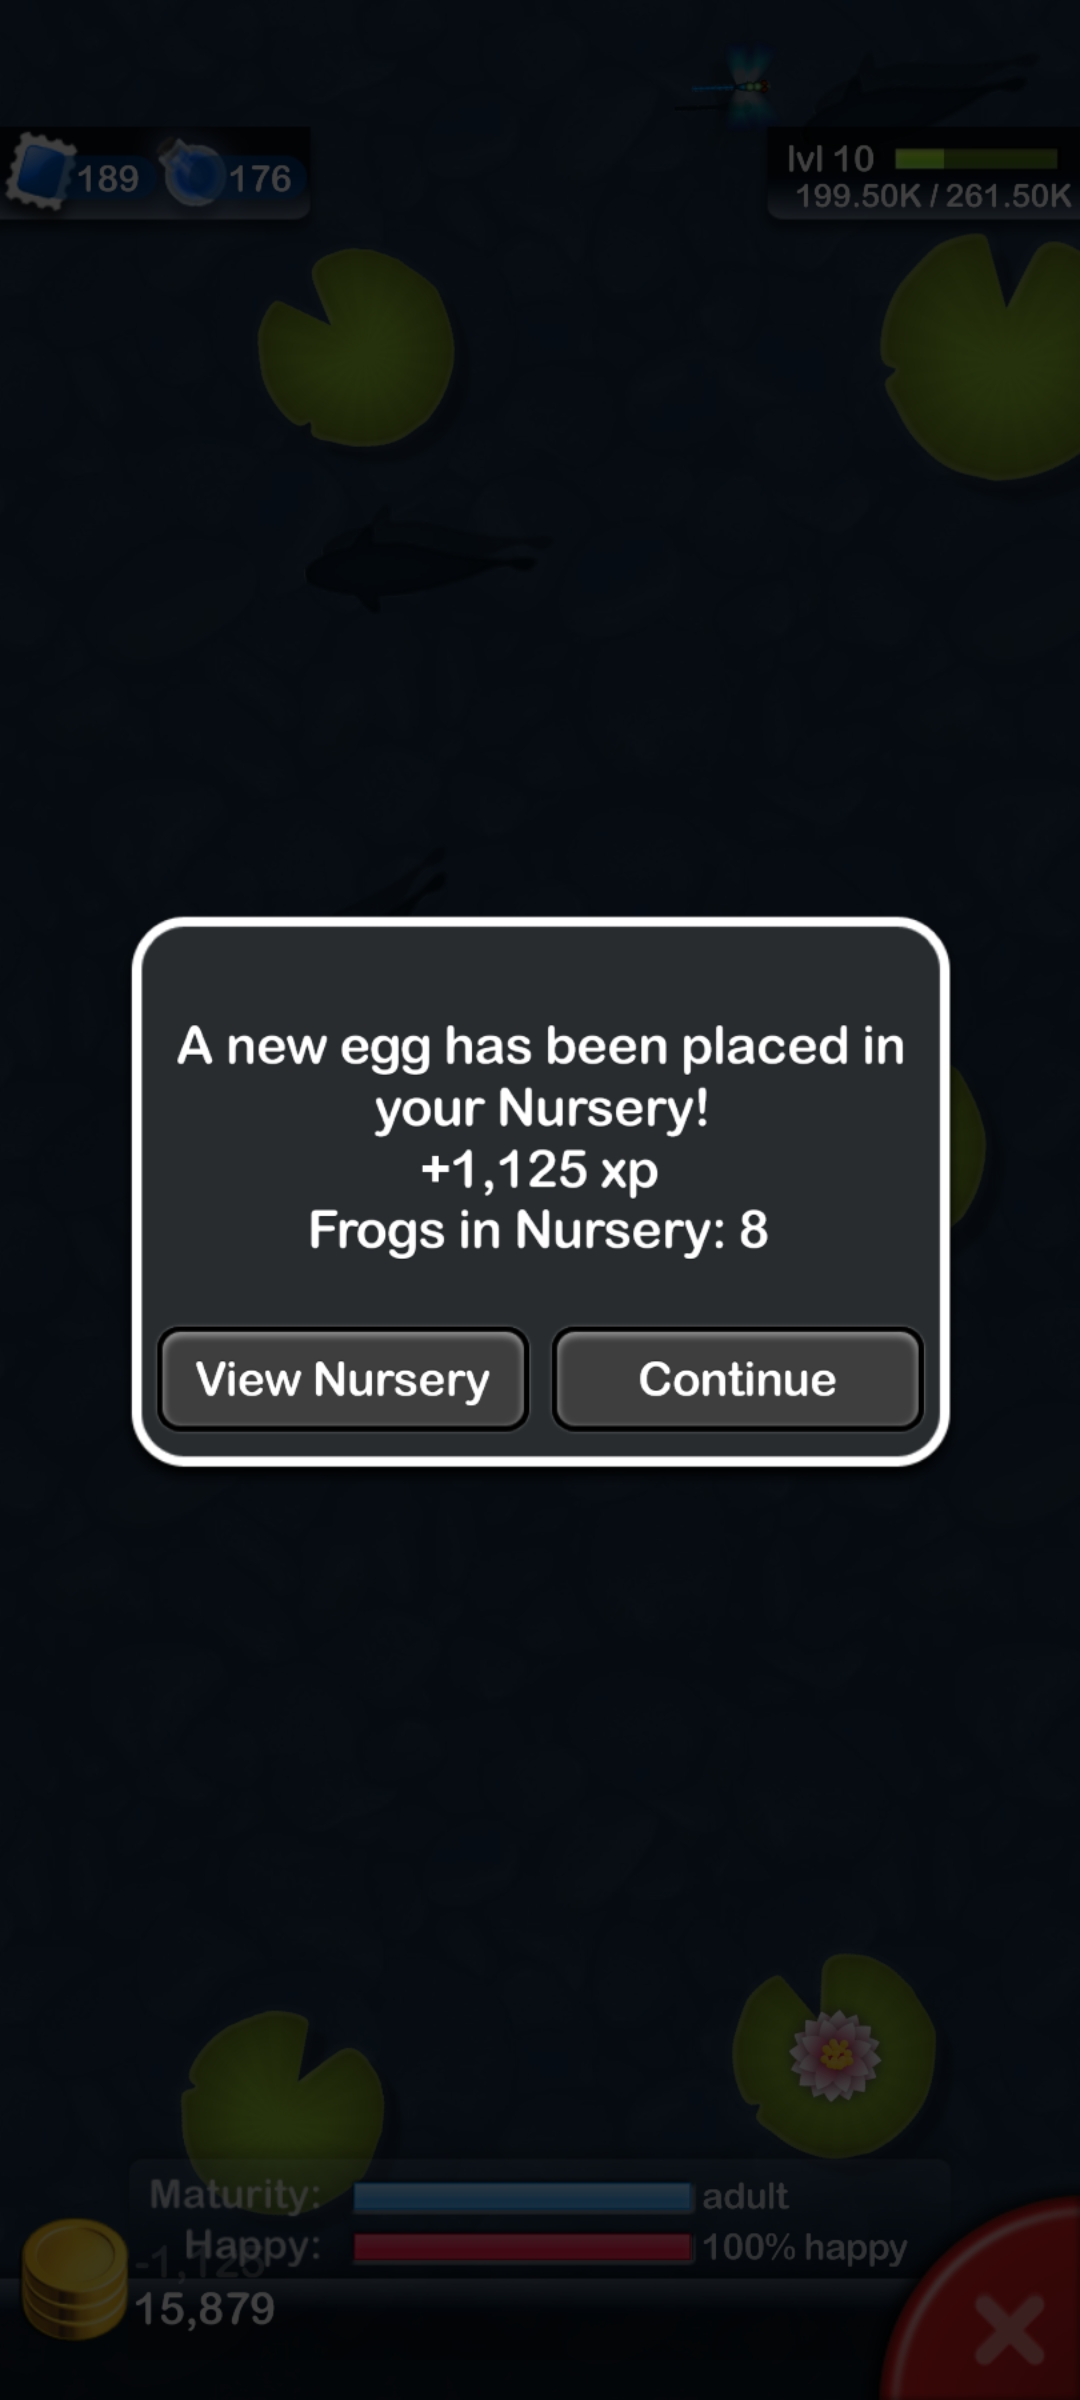 189 176
lvl 10
199.50K / 261.50K
A new egg has been placed in
your Nursery!
+1,125 xp
Frogs in Nursery: 8
View Nursery Continue
Maturity: adult
Happy: 100% happy
15,879